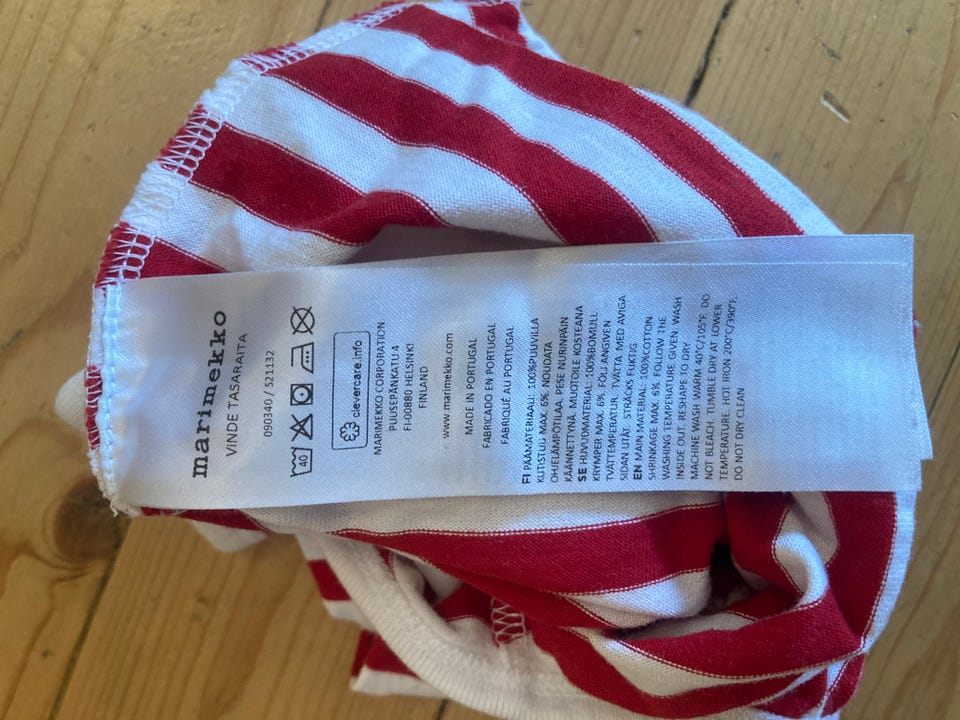 marimekko
VINDE TASARAITA
090340 / 521132
40
clevercare.info
MARIMEKKO CORPORATION
PUUSEPÄNKATU 4
FI-00880 HELSINKI
FINLAND
www.marimekko.com
MADE IN PORTUGAL
FABRICADO EN PORTUGAL
FABRIQUÉ AU PORTUGAL
FI PÄÄMATERIAALI: 100%PUUVILLA
KUTISTUU MAX. 6% NOUDATA
OHJELÄMPÖTILAA. PESE NURINPÄIN
KÄÄNNETTYNÄ. MUOTOILE KOSTEANA
SE HUVUDMATERIAL: 100%BOMULL
KRYMPER MAX. 6% FÖLJ ANGIVEN
TVÄTTEMPERATUR. TVÄTTA MED AVIGA
SIDAN UTÅT. STRÄCKS FUKTIG
EN MAIN MATERIAL: 100%COTTON
SHRINKAGE MAX. 6% FOLLOW THE
WASHING TEMPERATURE GIVEN. WASH
INSIDE OUT. RESHAPE TO DRY
MACHINE WASH WARM 40°C/105°F. DO
NOT BLEACH. TUMBLE DRY AT LOWER
TEMPERATURE. HOT IRON 200°C/390°F.
DO NOT DRY CLEAN